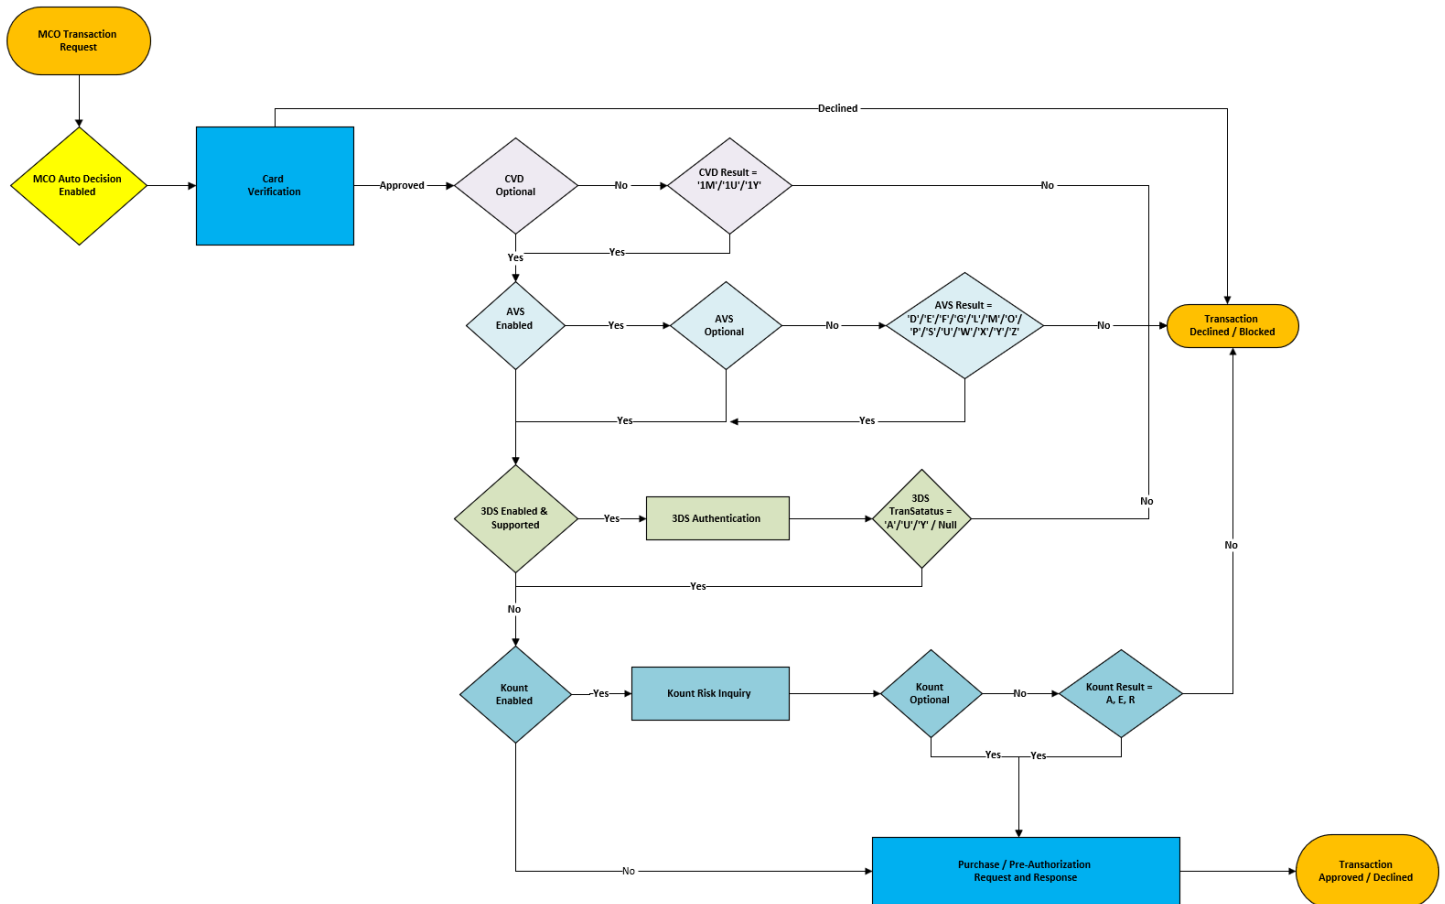 MCO Transaction
Request
Declined
MCO Auto Decision
Enabled
Card
Verification
Approved
CVD
Optional
No
CVD Result =
'1M'/'1U'/'1Y'
No
Yes
Yes
AVS
Enabled
Yes
AVS
Optional
No
AVS Result =
'D'/'E'/'F'/'G'/'L'/'M'/'O'/
'P'/'S'/'U'/'W'/'X'/'Y'/'Z'
No
Transaction
Declined / Blocked
Yes
Yes
3DS Enabled &
Supported
Yes
3DS Authentication
3DS
TranSatatus =
'A'/'U'/'Y' / Null
No
No
Yes
No
Kount
Enabled
Yes
Kount Risk Inquiry
Kount
Optional
No
Kount Result =
A, E, R
Yes
Yes
No
Purchase / Pre-Authorization
Request and Response
Transaction
Approved / Declined